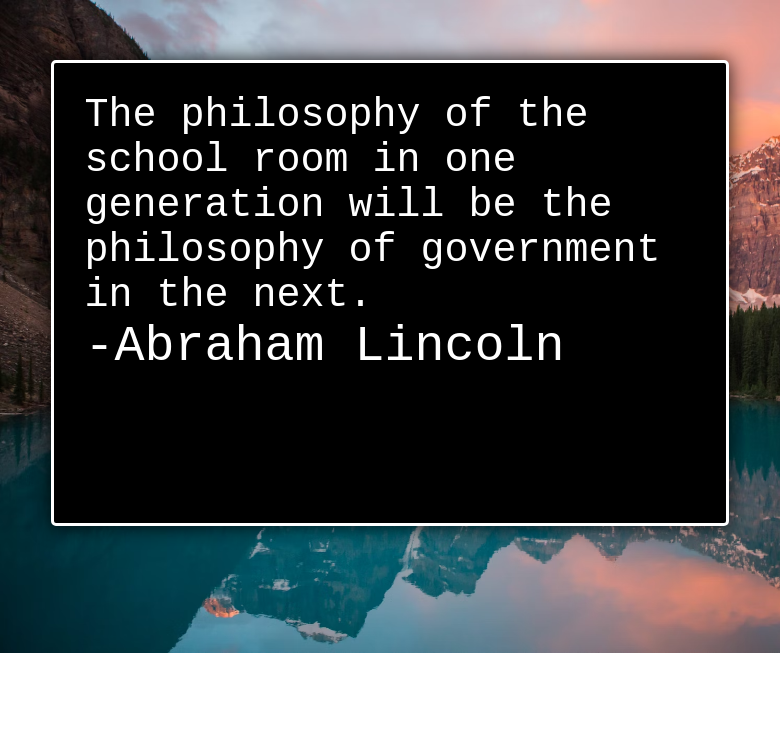 The philosophy of the
school room in one
generation will be the
philosophy of government
in the next.
-Abraham Lincoln